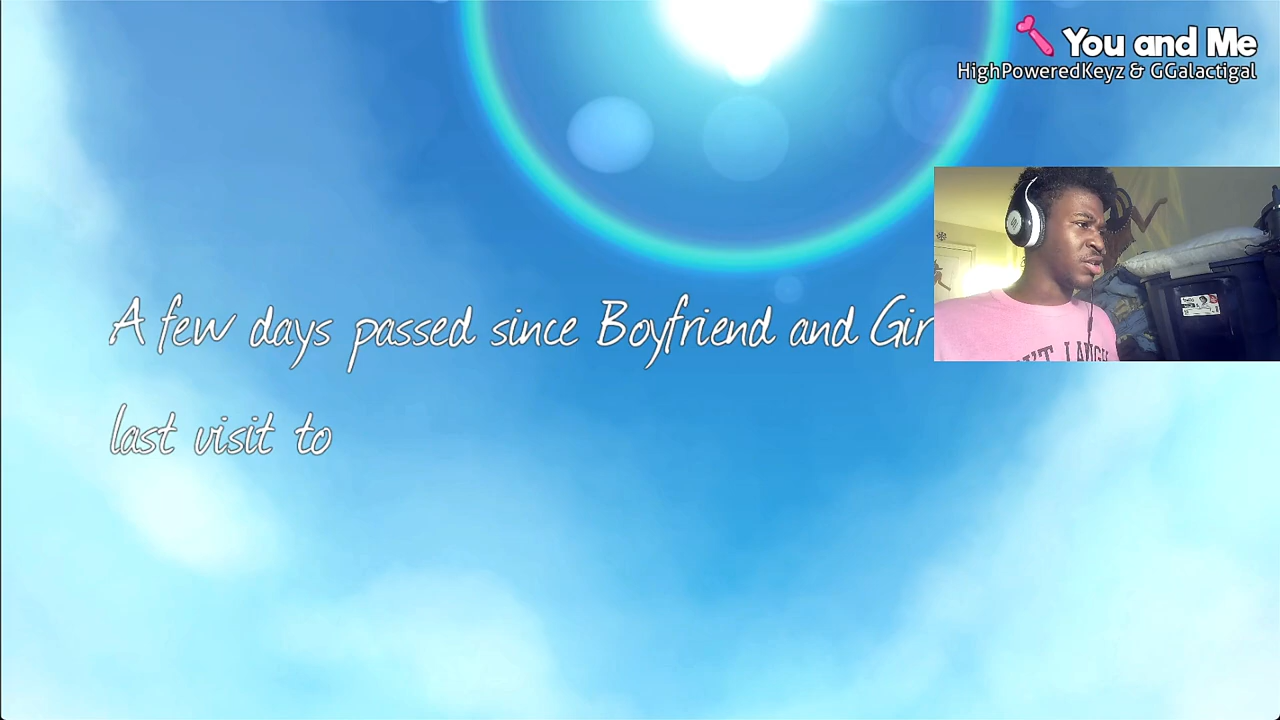 You and Me
HighPoweredKeyz & GGalactigal
A few days passed since Boyfriend and Gir
last visit to